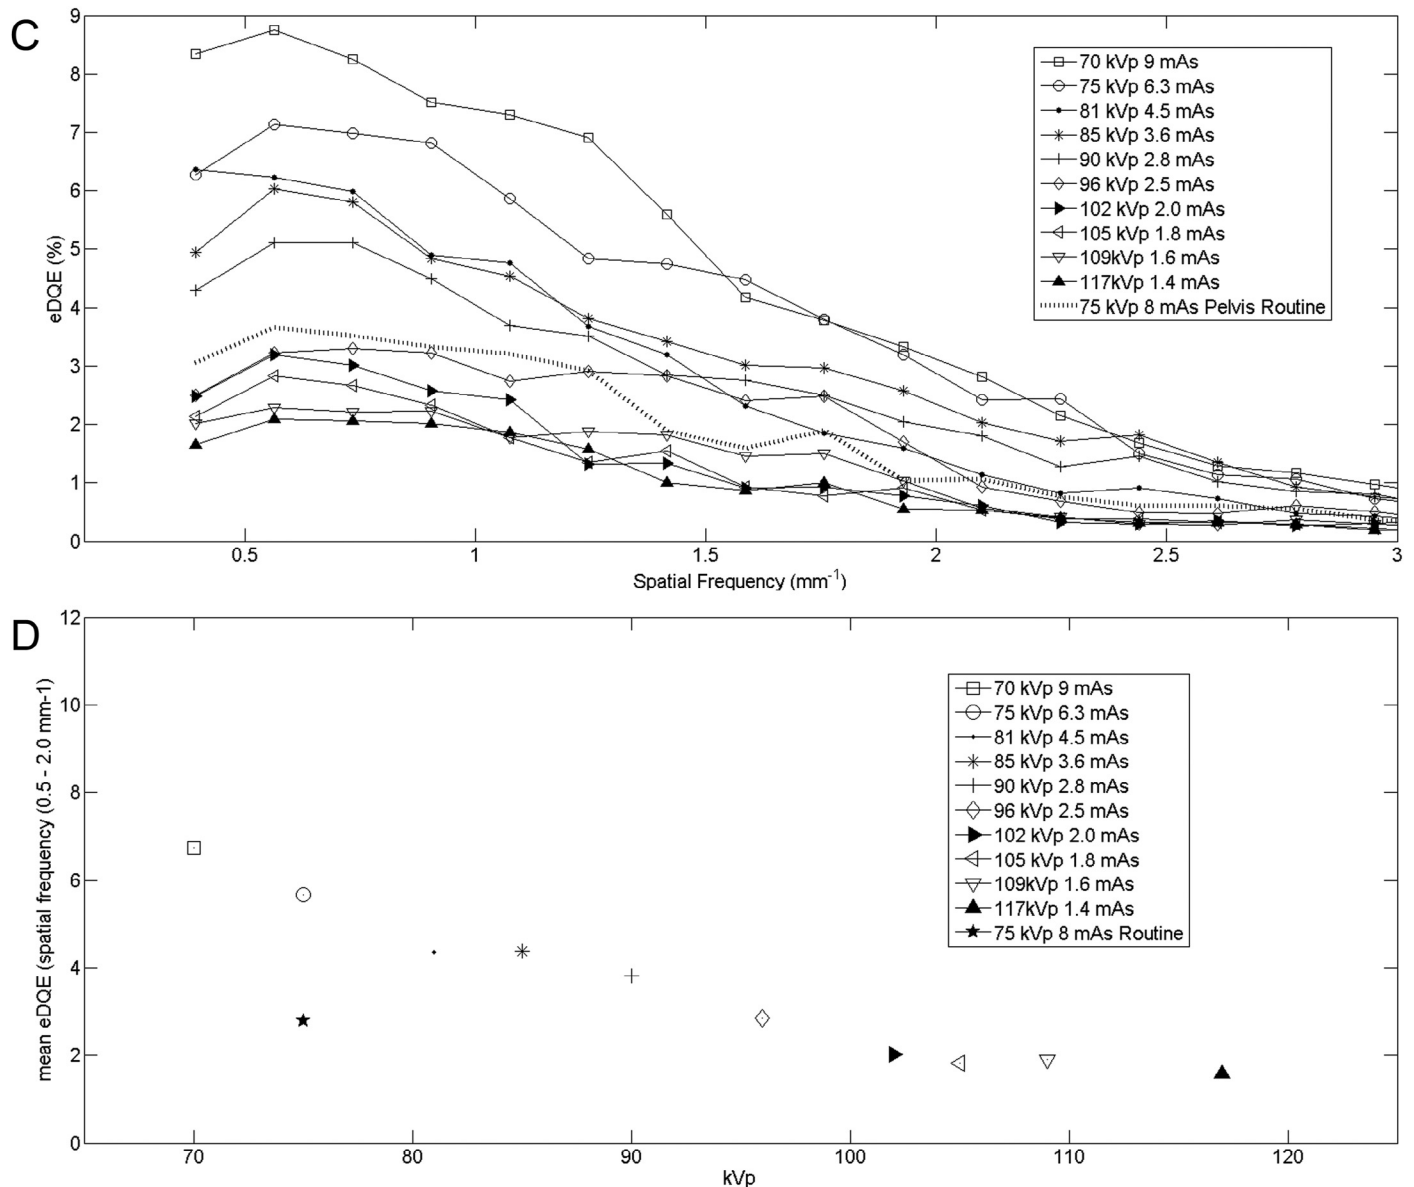 C
9
8
7
6
5
4
3
2
1
0
eDQE (%)
0.5
1
1.5
2
2.5
3
Spatial Frequency (mm-1)
70 kVp 9 mAs
75 kVp 6.3 mAs
81 kVp 4.5 mAs
85 kVp 3.6 mAs
90 kVp 2.8 mAs
96 kVp 2.5 mAs
102 kVp 2.0 mAs
105 kVp 1.8 mAs
109kVp 1.6 mAs
117kVp 1.4 mAs
75 kVp 8 mAs Pelvis Routine
D
12
10
8
6
4
2
0
mean eDQE (spatial frequency (0.5 - 2.0 mm-1)
70
80
90
100
110
120
kVp
70 kVp 9 mAs
75 kVp 6.3 mAs
81 kVp 4.5 mAs
85 kVp 3.6 mAs
90 kVp 2.8 mAs
96 kVp 2.5 mAs
102 kVp 2.0 mAs
105 kVp 1.8 mAs
109kVp 1.6 mAs
117kVp 1.4 mAs
75 kVp 8 mAs Routine